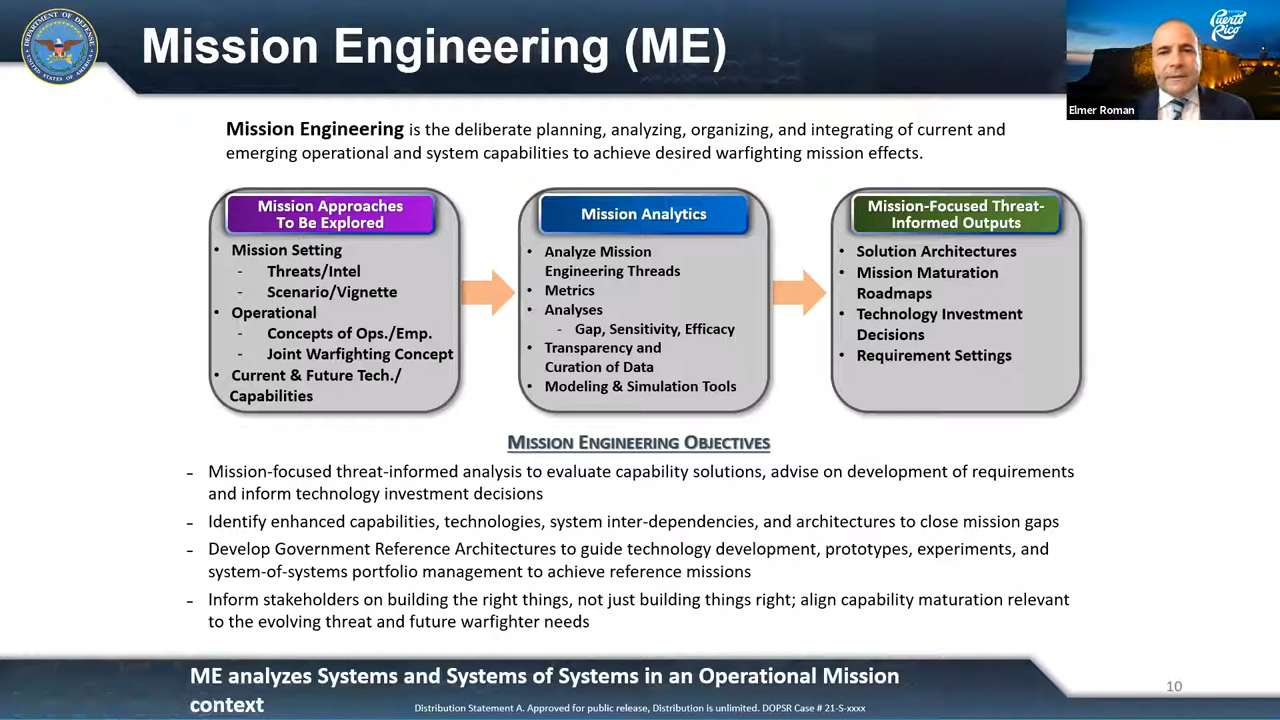 Mission Engineering (ME)
DEPARTMENT OF DEFENSE
UNITED STATES OF AMERICA
Puerto
Rico
Elmer Roman
Mission Engineering is the deliberate planning, analyzing, organizing, and integrating of current and
emerging operational and system capabilities to achieve desired warfighting mission effects.
Mission Approaches
To Be Explored
• Mission Setting
- Threats/Intel
- Scenario/Vignette
• Operational
- Concepts of Ops./Emp.
- Joint Warfighting Concept
• Current & Future Tech./
Capabilities
Mission Analytics
• Analyze Mission
Engineering Threads
• Metrics
• Analyses
- Gap, Sensitivity, Efficacy
• Transparency and
Curation of Data
• Modeling & Simulation Tools
Mission-Focused Threat-
Informed Outputs
• Solution Architectures
• Mission Maturation
Roadmaps
• Technology Investment
Decisions
• Requirement Settings
MISSION ENGINEERING OBJECTIVES
- Mission-focused threat-informed analysis to evaluate capability solutions, advise on development of requirements
and inform technology investment decisions
- Identify enhanced capabilities, technologies, system inter-dependencies, and architectures to close mission gaps
- Develop Government Reference Architectures to guide technology development, prototypes, experiments, and
system-of-systems portfolio management to achieve reference missions
- Inform stakeholders on building the right things, not just building things right; align capability maturation relevant
to the evolving threat and future warfighter needs
ME analyzes Systems and Systems of Systems in an Operational Mission
context
Distribution Statement A. Approved for public release, Distribution is unlimited. DOPSR Case # 21-S-xxxx
10